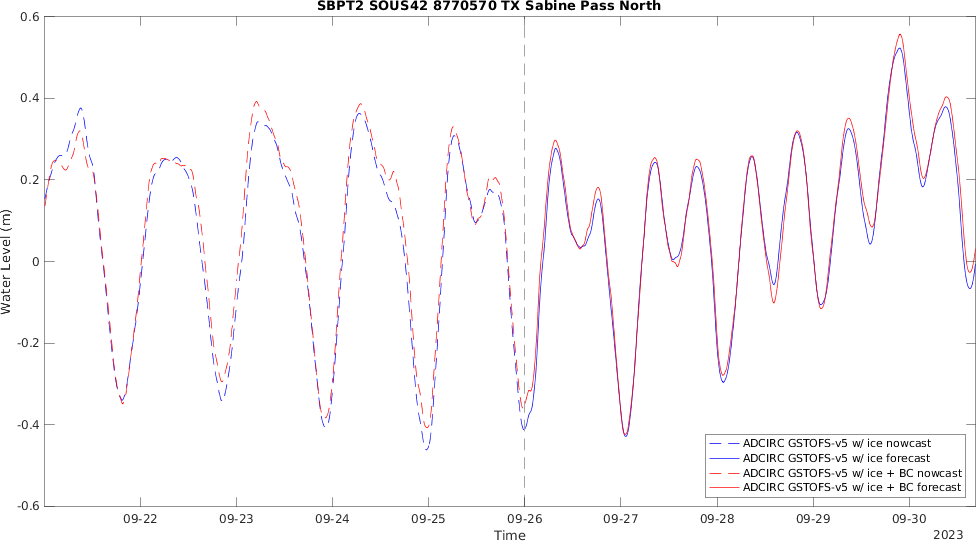 SBPT2 SOUS42 8770570 TX Sabine Pass North
0.6
0.4
0.2
0
-0.2
-0.4
-0.6
Water Level (m)
ADCIRC GSTOFS-v5 w/ ice nowcast
ADCIRC GSTOFS-v5 w/ ice forecast
ADCIRC GSTOFS-v5 w/ ice + BC nowcast
ADCIRC GSTOFS-v5 w/ ice + BC forecast
09-22 09-23 09-24 09-25 09-26 09-27 09-28 09-29 09-30
Time
2023